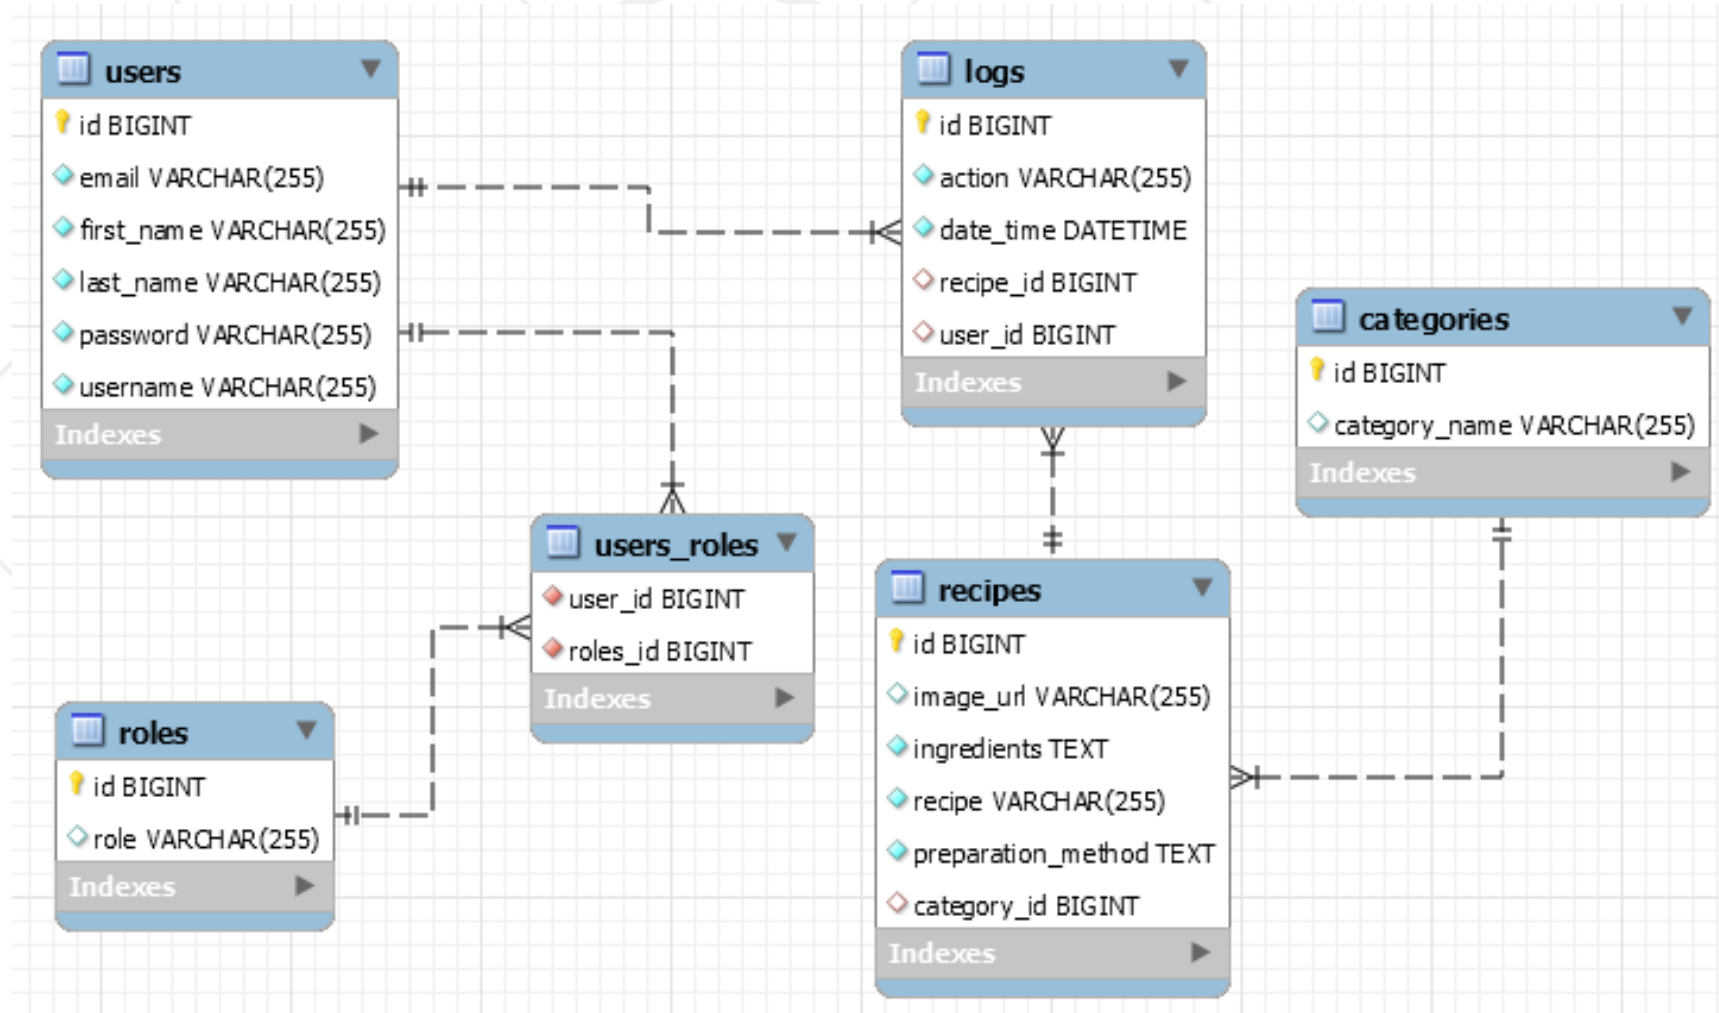 users
id BIGINT
email VARCHAR(255)
first_name VARCHAR(255)
last_name VARCHAR(255)
password VARCHAR(255)
username VARCHAR(255)
Indexes
logs
id BIGINT
action VARCHAR(255)
date_time DATETIME
recipe_id BIGINT
user_id BIGINT
Indexes
categories
id BIGINT
category_name VARCHAR(255)
Indexes
users_roles
user_id BIGINT
roles_id BIGINT
Indexes
recipes
id BIGINT
image_url VARCHAR(255)
ingredients TEXT
recipe VARCHAR(255)
preparation_method TEXT
category_id BIGINT
Indexes
roles
id BIGINT
role VARCHAR(255)
Indexes